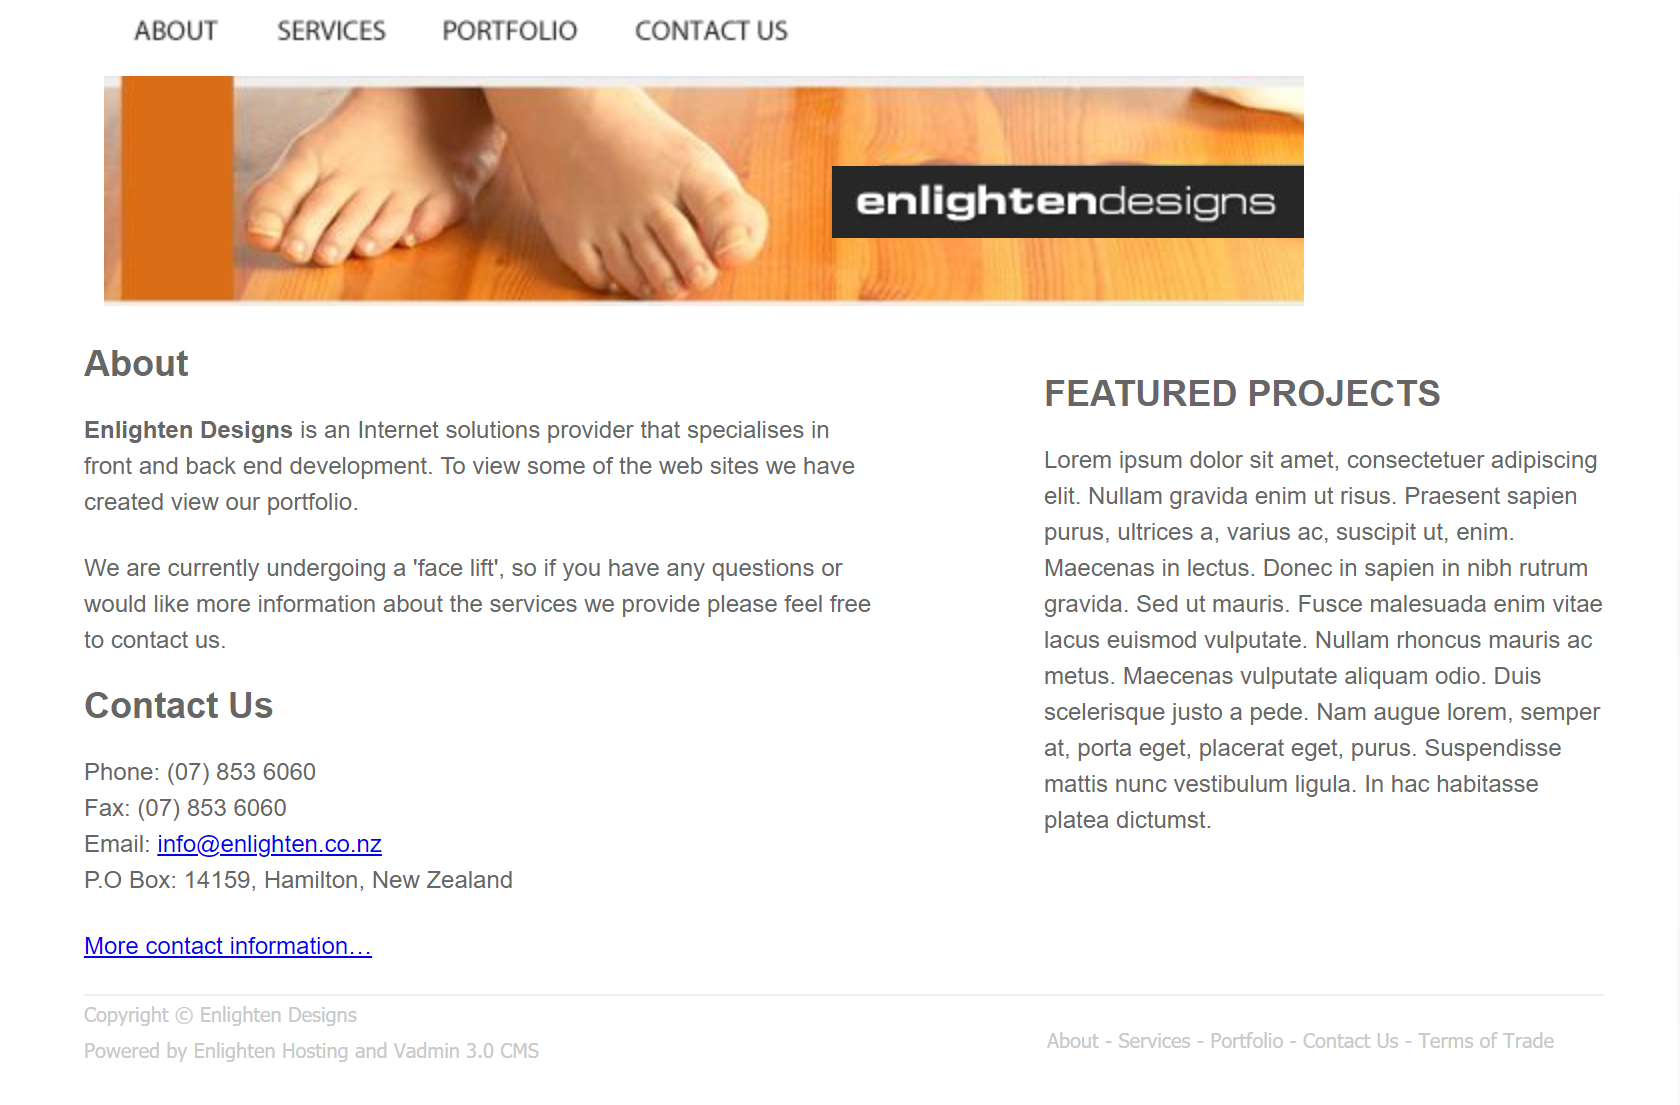 ABOUT SERVICES PORTFOLIO CONTACT US
enlightendesigns
About
Enlighten Designs is an Internet solutions provider that specialises in
front and back end development. To view some of the web sites we have
created view our portfolio.
We are currently undergoing a 'face lift', so if you have any questions or
would like more information about the services we provide please feel free
to contact us.
Contact Us
Phone: (07) 853 6060
Fax: (07) 853 6060
Email: info@enlighten.co.nz
P.O Box: 14159, Hamilton, New Zealand
More contact information…
FEATURED PROJECTS
Lorem ipsum dolor sit amet, consectetuer adipiscing
elit. Nullam gravida enim ut risus. Praesent sapien
purus, ultrices a, varius ac, suscipit ut, enim.
Maecenas in lectus. Donec in sapien in nibh rutrum
gravida. Sed ut mauris. Fusce malesuada enim vitae
lacus euismod vulputate. Nullam rhoncus mauris ac
metus. Maecenas vulputate aliquam odio. Duis
scelerisque justo a pede. Nam augue lorem, semper
at, porta eget, placerat eget, purus. Suspendisse
mattis nunc vestibulum ligula. In hac habitasse
platea dictumst.
Copyright © Enlighten Designs
Powered by Enlighten Hosting and Vadmin 3.0 CMS
About - Services - Portfolio - Contact Us - Terms of Trade